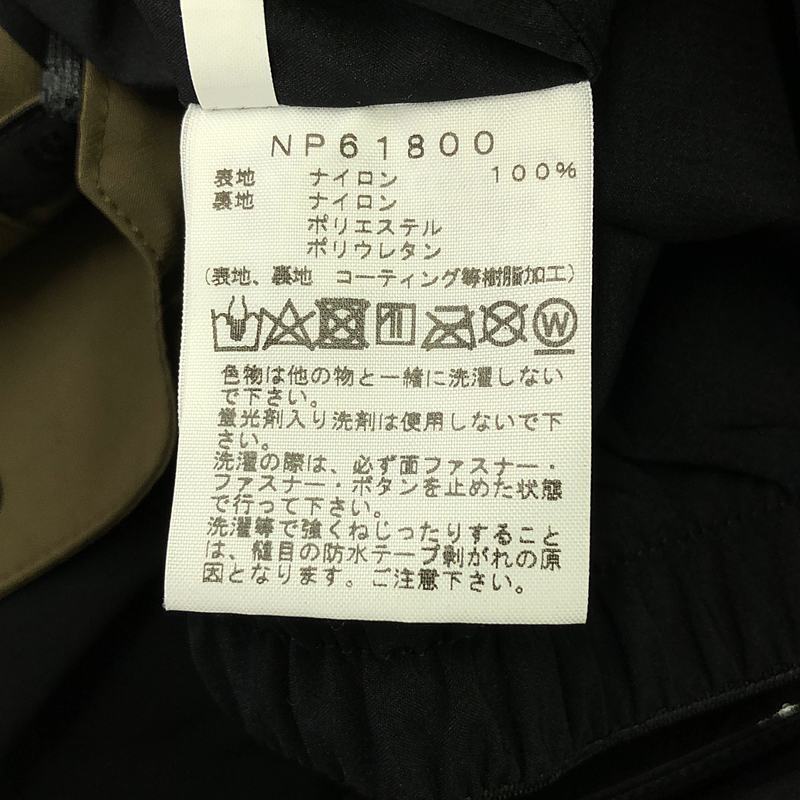 NP61800
表地 ナイロン 100%
裏地 ナイロン
ポリエステル
ポリウレタン
(表地、裏地 コーティング等樹脂加工)
W
色物は他の物と一緒に洗濯しない
で下さい。
蛍光剤入り洗剤は使用しないで下
さい。
洗濯の際は、必ず面ファスナー・
ファスナー・ボタンを止めた状態
で行って下さい。
洗濯等で強くねじったりすること
は、縫目の防水テープ剥がれの原
因となります。ご注意下さい。